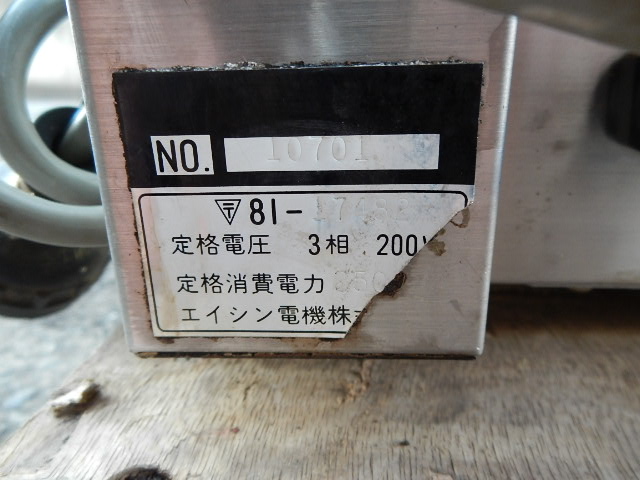 NO. 10701
〒81-
定格電圧 3相 200V
定格消費電力
エイシン電機株